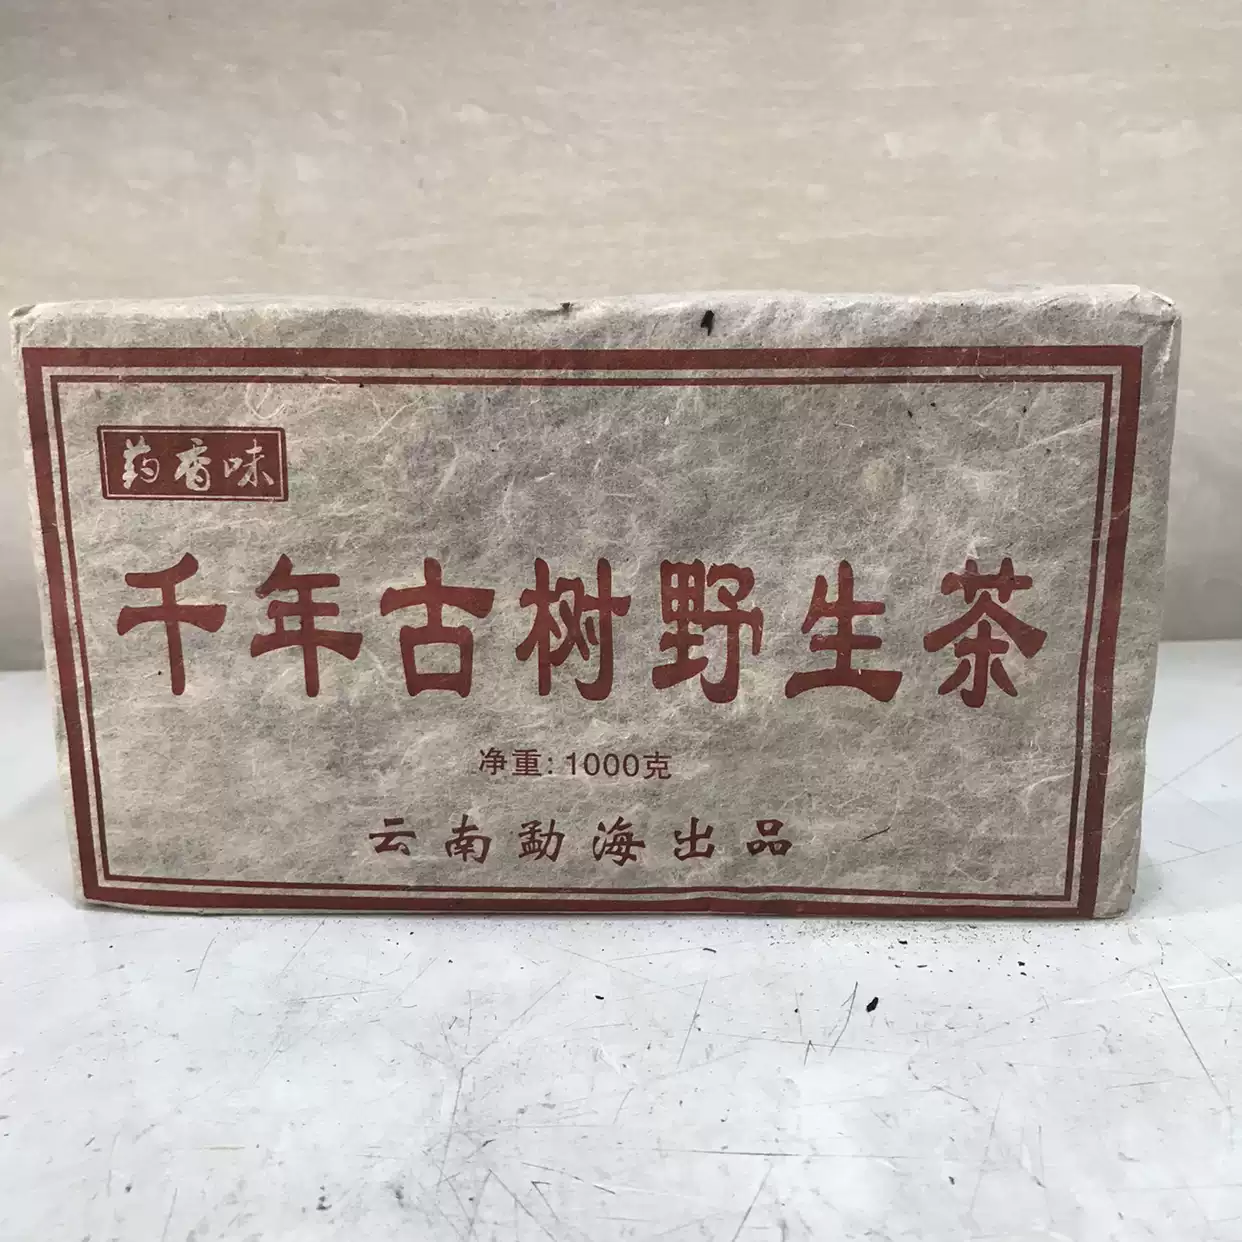 药香味
千年古树野生茶
净重:1000克
云南勐海出品